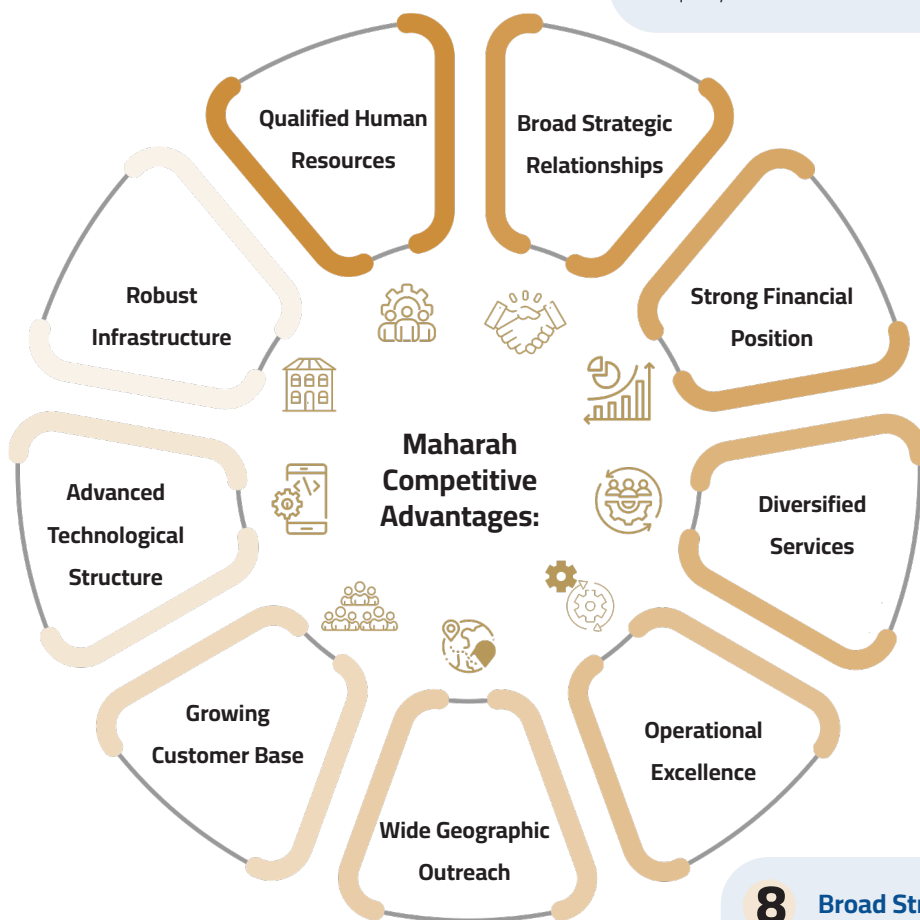 Qualified Human
Resources
Broad Strategic
Relationships
Robust
Infrastructure
Strong Financial
Position
Maharah
Competitive
Advantages:
Advanced
Technological
Structure
Diversified
Services
Growing
Customer Base
Operational
Excellence
Wide Geographic
Outreach
8 Broad Str